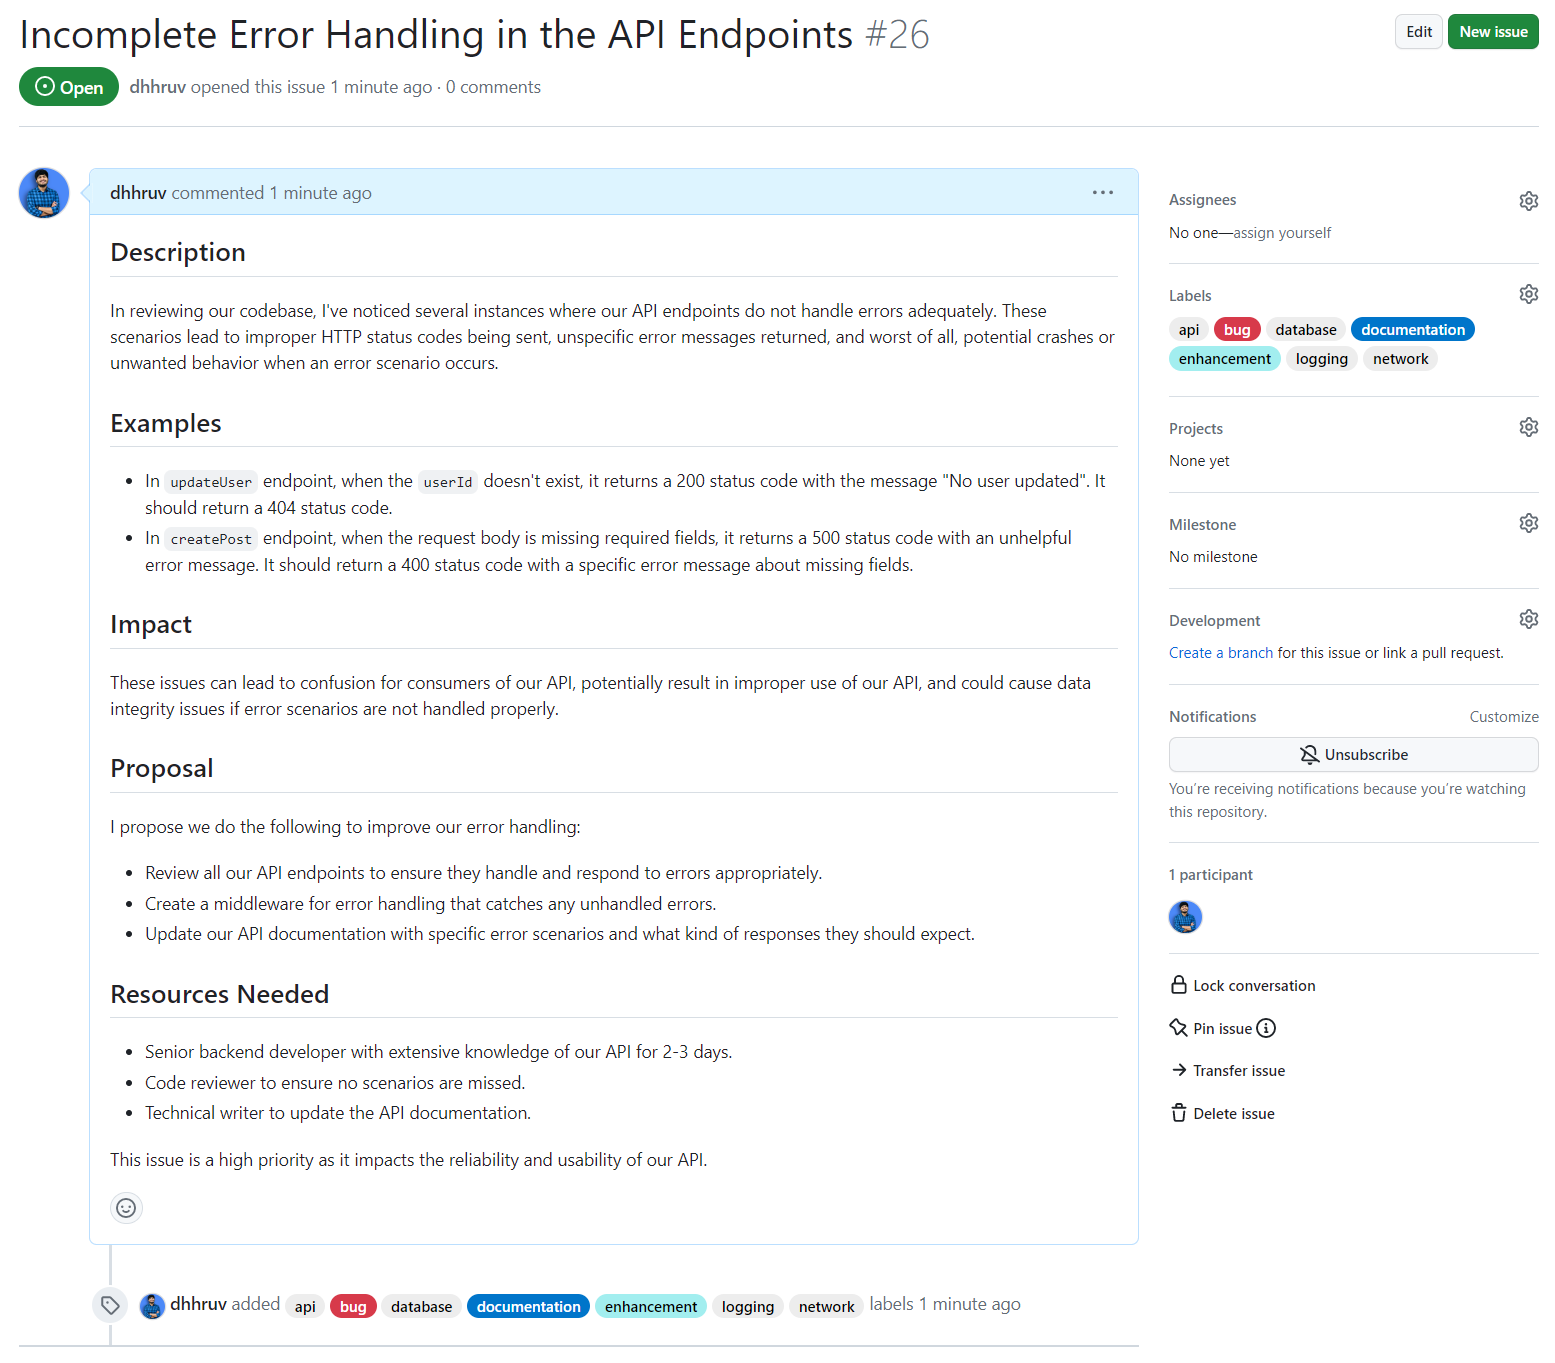 Incomplete Error Handling in the API Endpoints #26
Edit
New issue
Open
dhhruv opened this issue 1 minute ago · 0 comments
dhhruv commented 1 minute ago
Description
In reviewing our codebase, I've noticed several instances where our API endpoints do not handle errors adequately. These
scenarios lead to improper HTTP status codes being sent, unspecific error messages returned, and worst of all, potential crashes or
unwanted behavior when an error scenario occurs.
Examples
• In updateUser endpoint, when the userId doesn't exist, it returns a 200 status code with the message "No user updated". It
should return a 404 status code.
• In createPost endpoint, when the request body is missing required fields, it returns a 500 status code with an unhelpful
error message. It should return a 400 status code with a specific error message about missing fields.
Impact
These issues can lead to confusion for consumers of our API, potentially result in improper use of our API, and could cause data
integrity issues if error scenarios are not handled properly.
Proposal
I propose we do the following to improve our error handling:
• Review all our API endpoints to ensure they handle and respond to errors appropriately.
• Create a middleware for error handling that catches any unhandled errors.
• Update our API documentation with specific error scenarios and what kind of responses they should expect.
Resources Needed
• Senior backend developer with extensive knowledge of our API for 2-3 days.
• Code reviewer to ensure no scenarios are missed.
• Technical writer to update the API documentation.
This issue is a high priority as it impacts the reliability and usability of our API.
dhhruv added api bug database documentation enhancement logging network labels 1 minute ago
Assignees
No one—assign yourself
Labels
api bug database documentation
enhancement logging network
Projects
None yet
Milestone
No milestone
Development
Create a branch for this issue or link a pull request.
Notifications
Customize
Unsubscribe
You're receiving notifications because you're watching
this repository.
1 participant
Lock conversation
Pin issue
Transfer issue
Delete issue